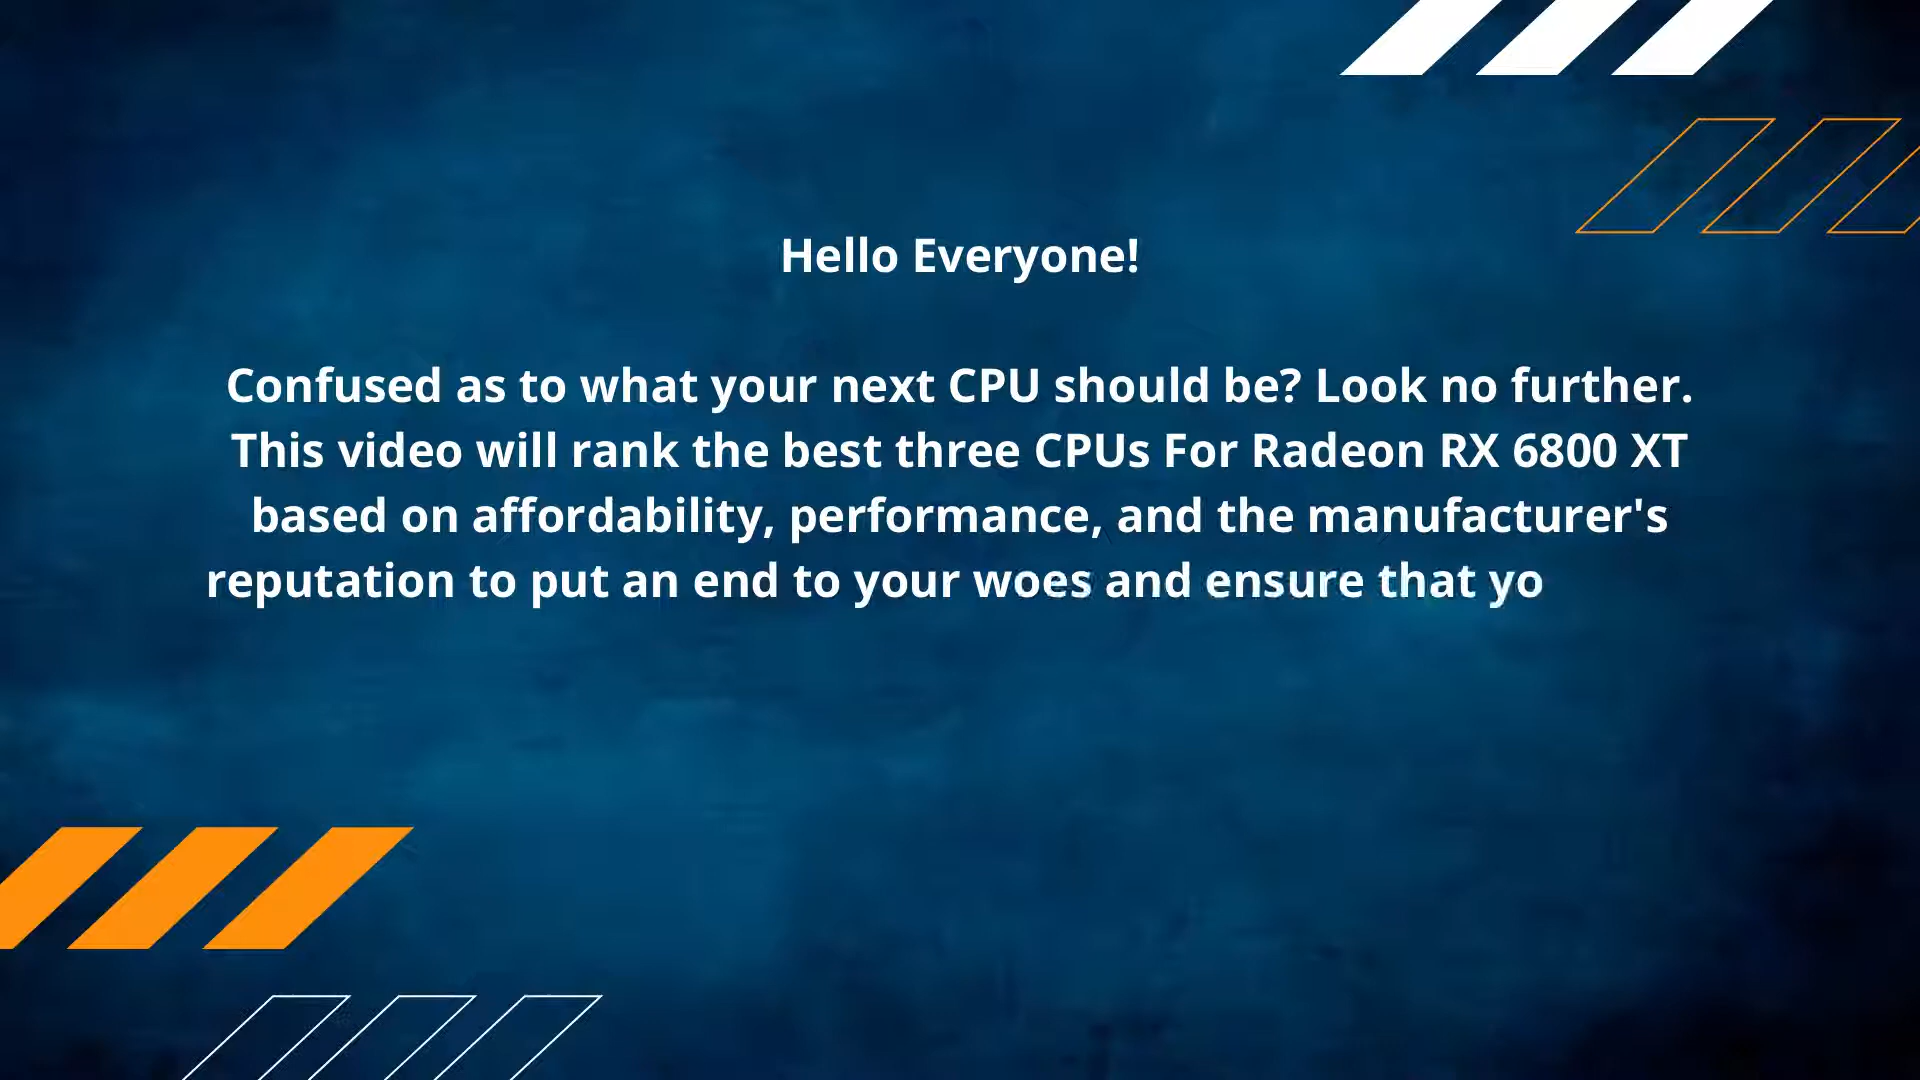 Hello Everyone!
Confused as to what your next CPU should be? Look no further.
This video will rank the best three CPUs For Radeon RX 6800 XT
based on affordability, performance, and the manufacturer's
reputation to put an end to your woes and ensure that yo